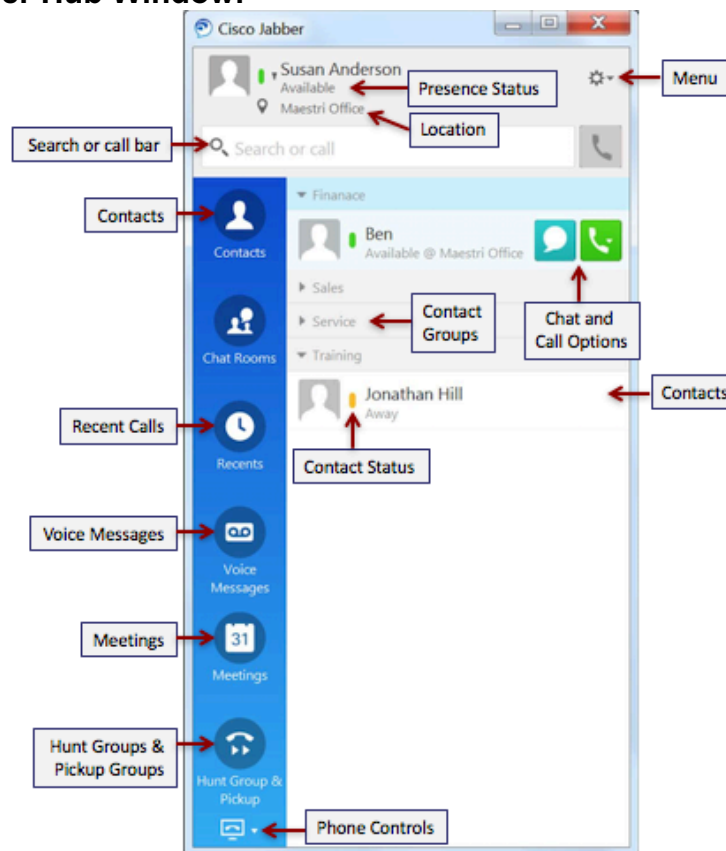 er Hub Window.
Cisco Jabber
Susan Anderson
Available
Presence Status
Menu
Maestri Office
Location
Search or call bar
Search or call
Finanace
Contacts
Ben
Available @ Maestri Office
Contacts
Sales
Contact
Groups
Chat and
Call Options
Service
Chat Rooms
Training
Jonathan Hill
Away
Contacts
Recent Calls
Contact Status
Recents
Voice Messages
Voice
Messages
Meetings
31
Meetings
Hunt Groups &
Pickup Groups
Hunt Group &
Pickup
Phone Controls